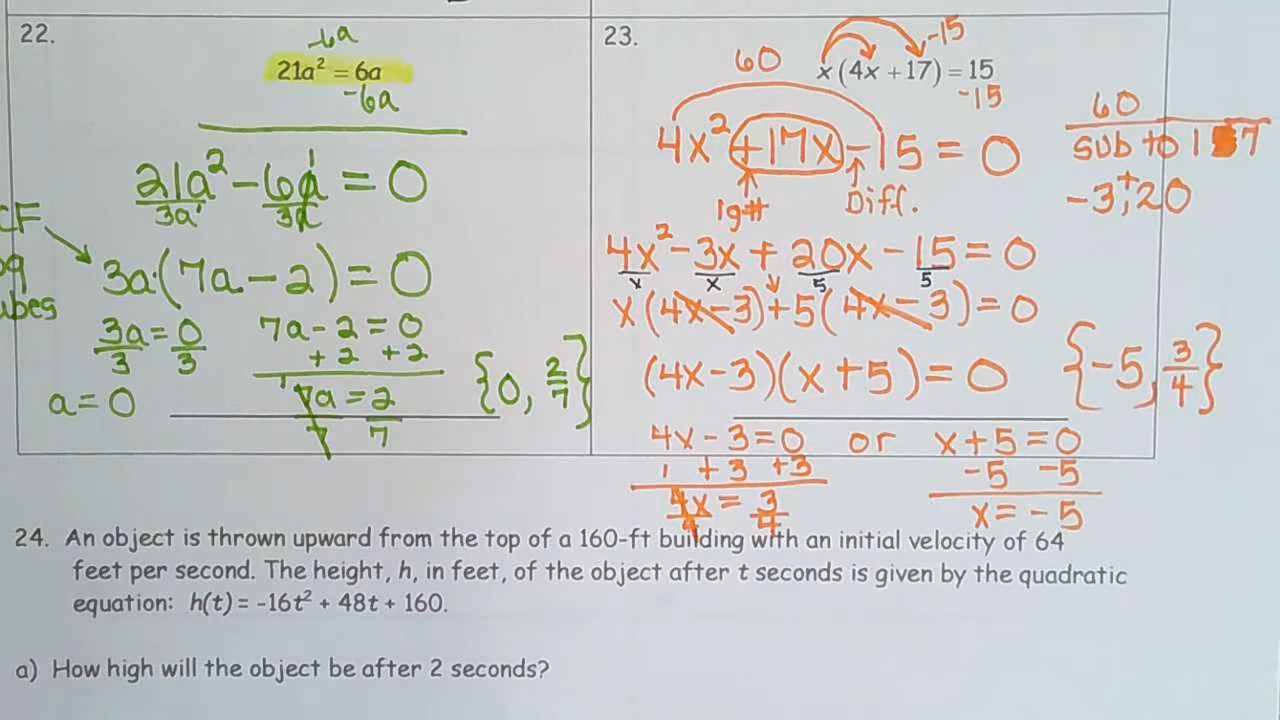 22.
-6a
21a² = 6a
-6a
21a² - 6a = 0
3a 3a
CF
3a·(7a - 2) = 0
3a = 0
3 3
a = 0
7a - 2 = 0
+2 +2
7a = 2
7 7
{0, 2/7}
23.
-15
60
x(4x + 17) = 15
-15
4x² + 17x - 15 = 0
lg# Diff.
60
sub to 17
-3, +20
4x² - 3x + 20x - 15 = 0
x x 5 5
x(4x - 3) + 5(4x - 3) = 0
(4x - 3)(x + 5) = 0
{-5, 3/4}
4x - 3 = 0 or x + 5 = 0
+3 +3 -5 -5
4x = 3 x = -5
4 4
24. An object is thrown upward from the top of a 160-ft building with an initial velocity of 64
feet per second. The height, h, in feet, of the object after t seconds is given by the quadratic
equation: h(t) = -16t² + 48t + 160.
a) How high will the object be after 2 seconds?